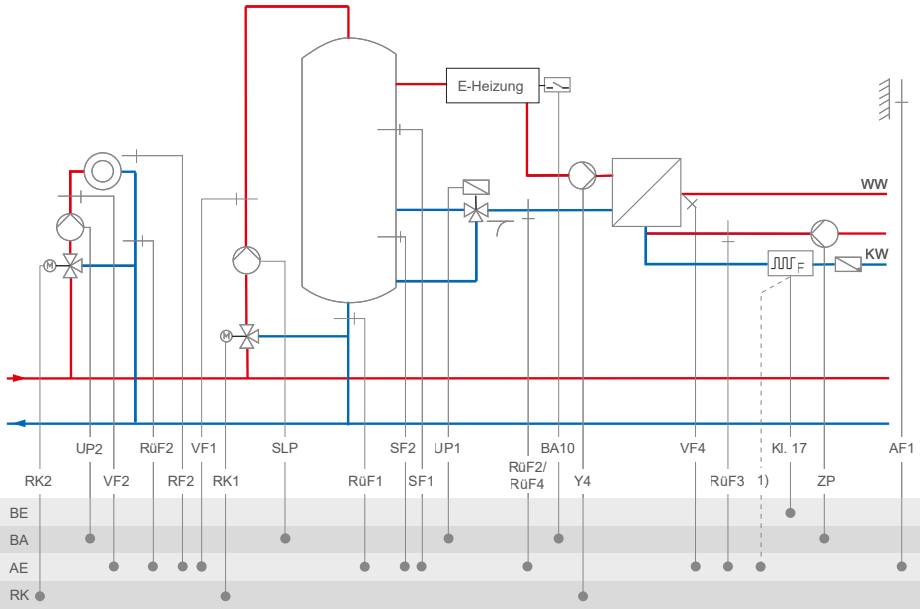 E-Heizung
WW
KW
M
M
F
UP2 RüF2 VF1 SLP SF2 UP1 BA10 VF4 Kl. 17 AF1
RK2 VF2 RF2 RK1 RüF1 SF1 RüF2/ Y4 RüF3 1) ZP
RüF4
BE
BA
AE
RK